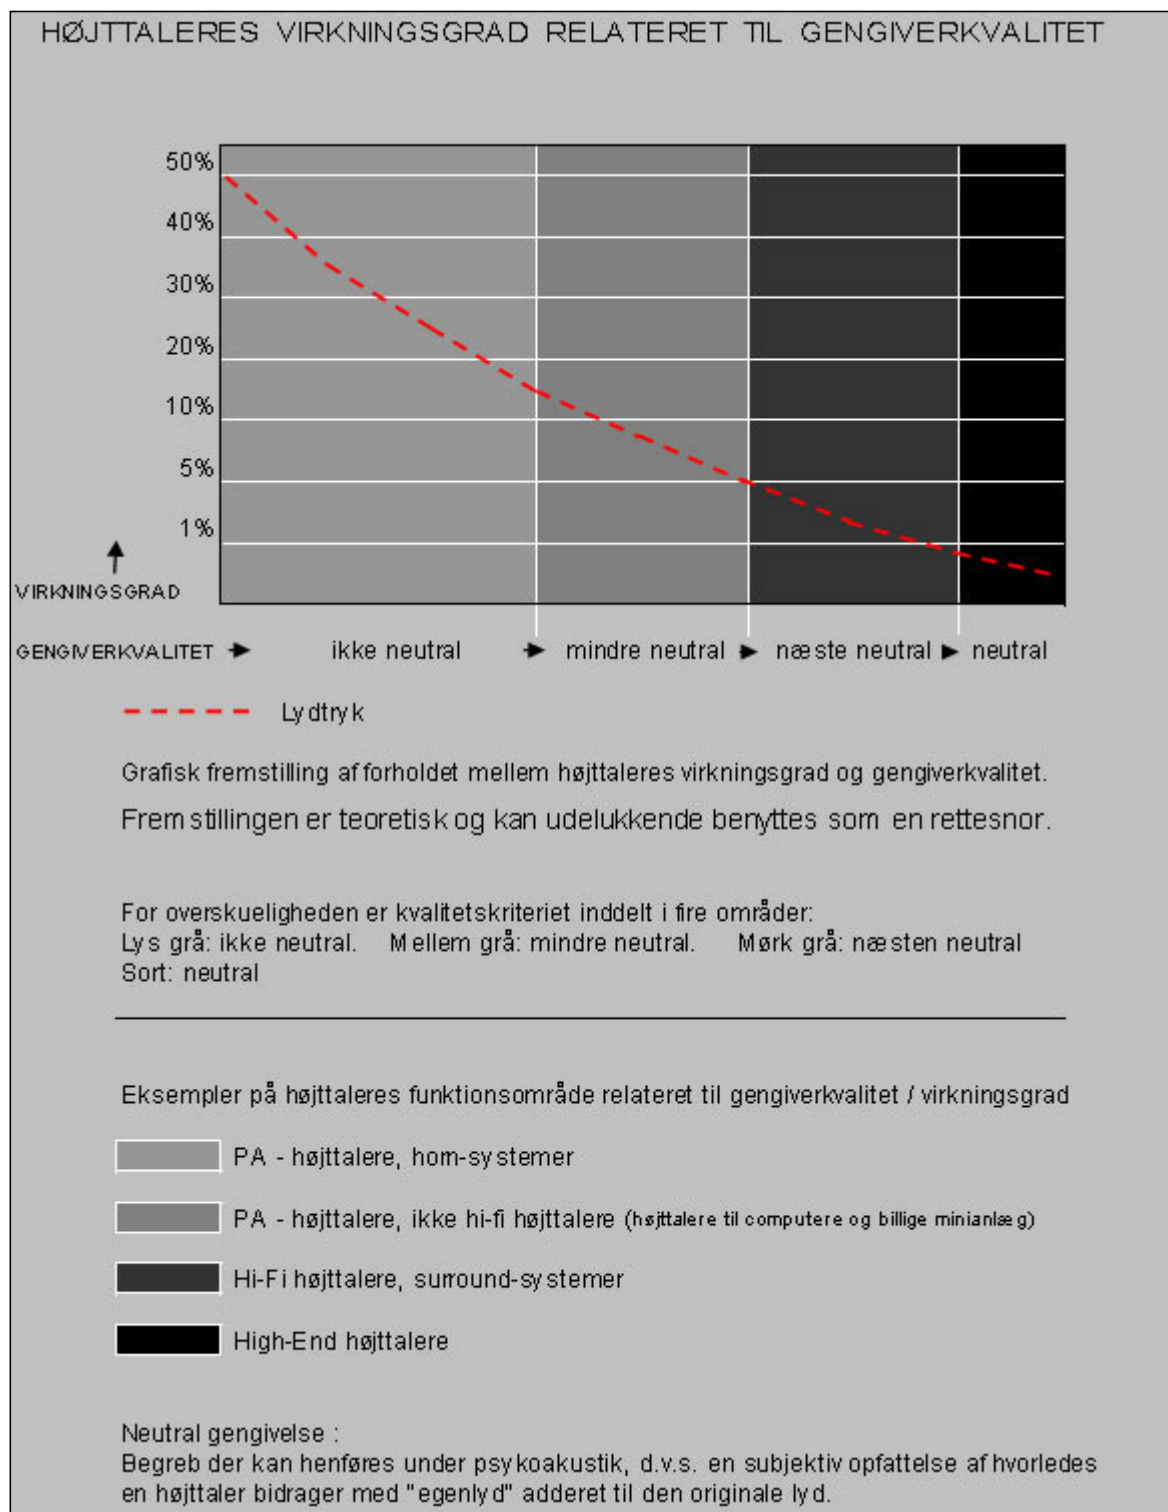 HØJTTALERES VIRKNINGSGRAD RELATERET TIL GENGIVERKVALITET
50%
40%
30%
20%
10%
5%
1%
VIRKNINGSGRAD
GENGIVERKVALITET ikke neutral mindre neutral næste neutral neutral
Lydtryk
Grafisk fremstilling af forholdet mellem højttaleres virkningsgrad og gengiverkvalitet.
Fremstillingen er teoretisk og kan udelukkende benyttes som en rettesnor.
For overskueligheden er kvalitetskriteriet inddelt i fire områder:
Lys grå: ikke neutral. Mellem grå: mindre neutral. Mørk grå: næsten neutral
Sort: neutral
Eksempler på højttaleres funktionsområde relateret til gengiverkvalitet / virkningsgrad
PA - højttalere, horn-systemer
PA - højttalere, ikke hi-fi højttalere (højttalere til computere og billige minianlæg)
Hi-Fi højttalere, surround-systemer
High-End højttalere
Neutral gengivelse :
Begreb der kan henføres under psykoakustik, d.v.s. en subjektiv opfattelse af hvorledes
en højttaler bidrager med "egenlyd" adderet til den originale lyd.